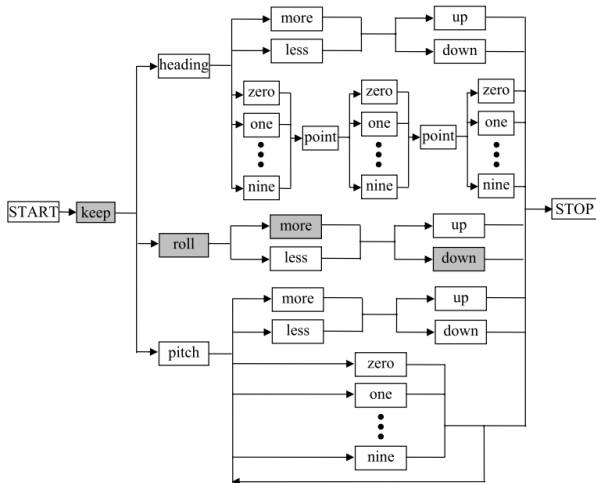 more
up
less
down
heading
zero
zero
zero
one
one
one
point
point
nine
nine
nine
START
keep
STOP
more
up
roll
less
down
more
up
less
down
pitch
zero
one
nine